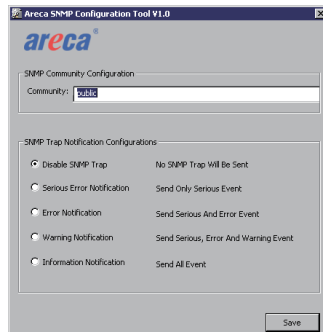 Areca SNMP Configuration Tool V1.0
areca®
SNMP Community Configuration
Community: public
SNMP Trap Notification Configurations
Disable SNMP Trap No SNMP Trap Will Be Sent
Serious Error Notification Send Only Serious Event
Error Notification Send Serious And Error Event
Warning Notification Send Serious, Error And Warning Event
Information Notification Send All Event
Save